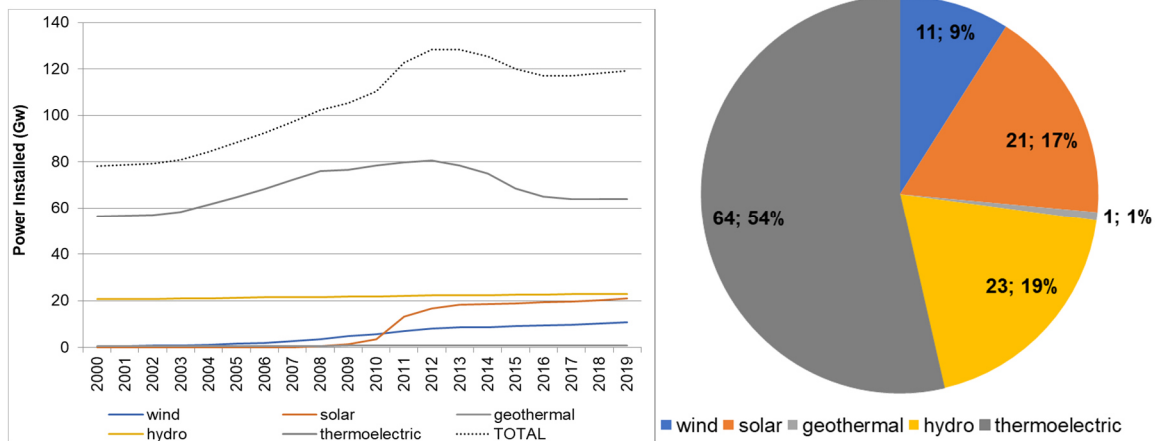 140
120
100
80
60
40
20
0
Power Installed (Gw)
2000 2001 2002 2003 2004 2005 2006 2007 2008 2009 2010 2011 2012 2013 2014 2015 2016 2017 2018 2019
wind solar geothermal
hydro thermoelectric TOTAL
11; 9%
21; 17%
1; 1%
64; 54%
23; 19%
wind solar geothermal hydro thermoelectric